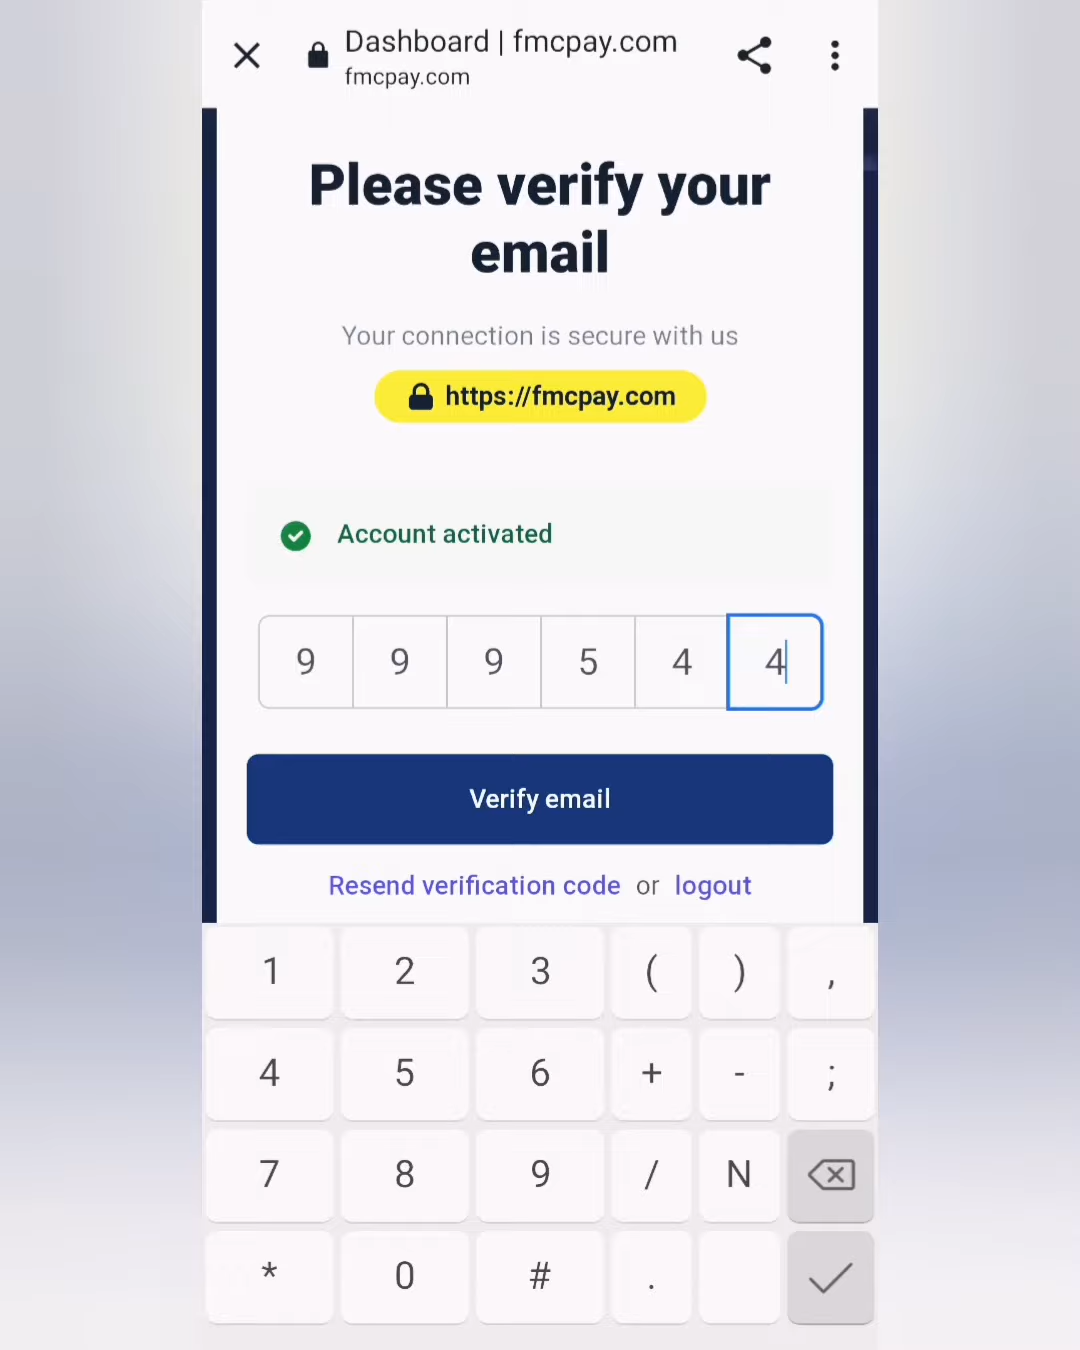 Dashboard | fmcpay.com
fmcpay.com
Please verify your
email
Your connection is secure with us
https://fmcpay.com
Account activated
9 9 9 5 4 4
Verify email
Resend verification code or logout
1 2 3 ( ) ,
4 5 6 + - ;
7 8 9 / N
* 0 # .